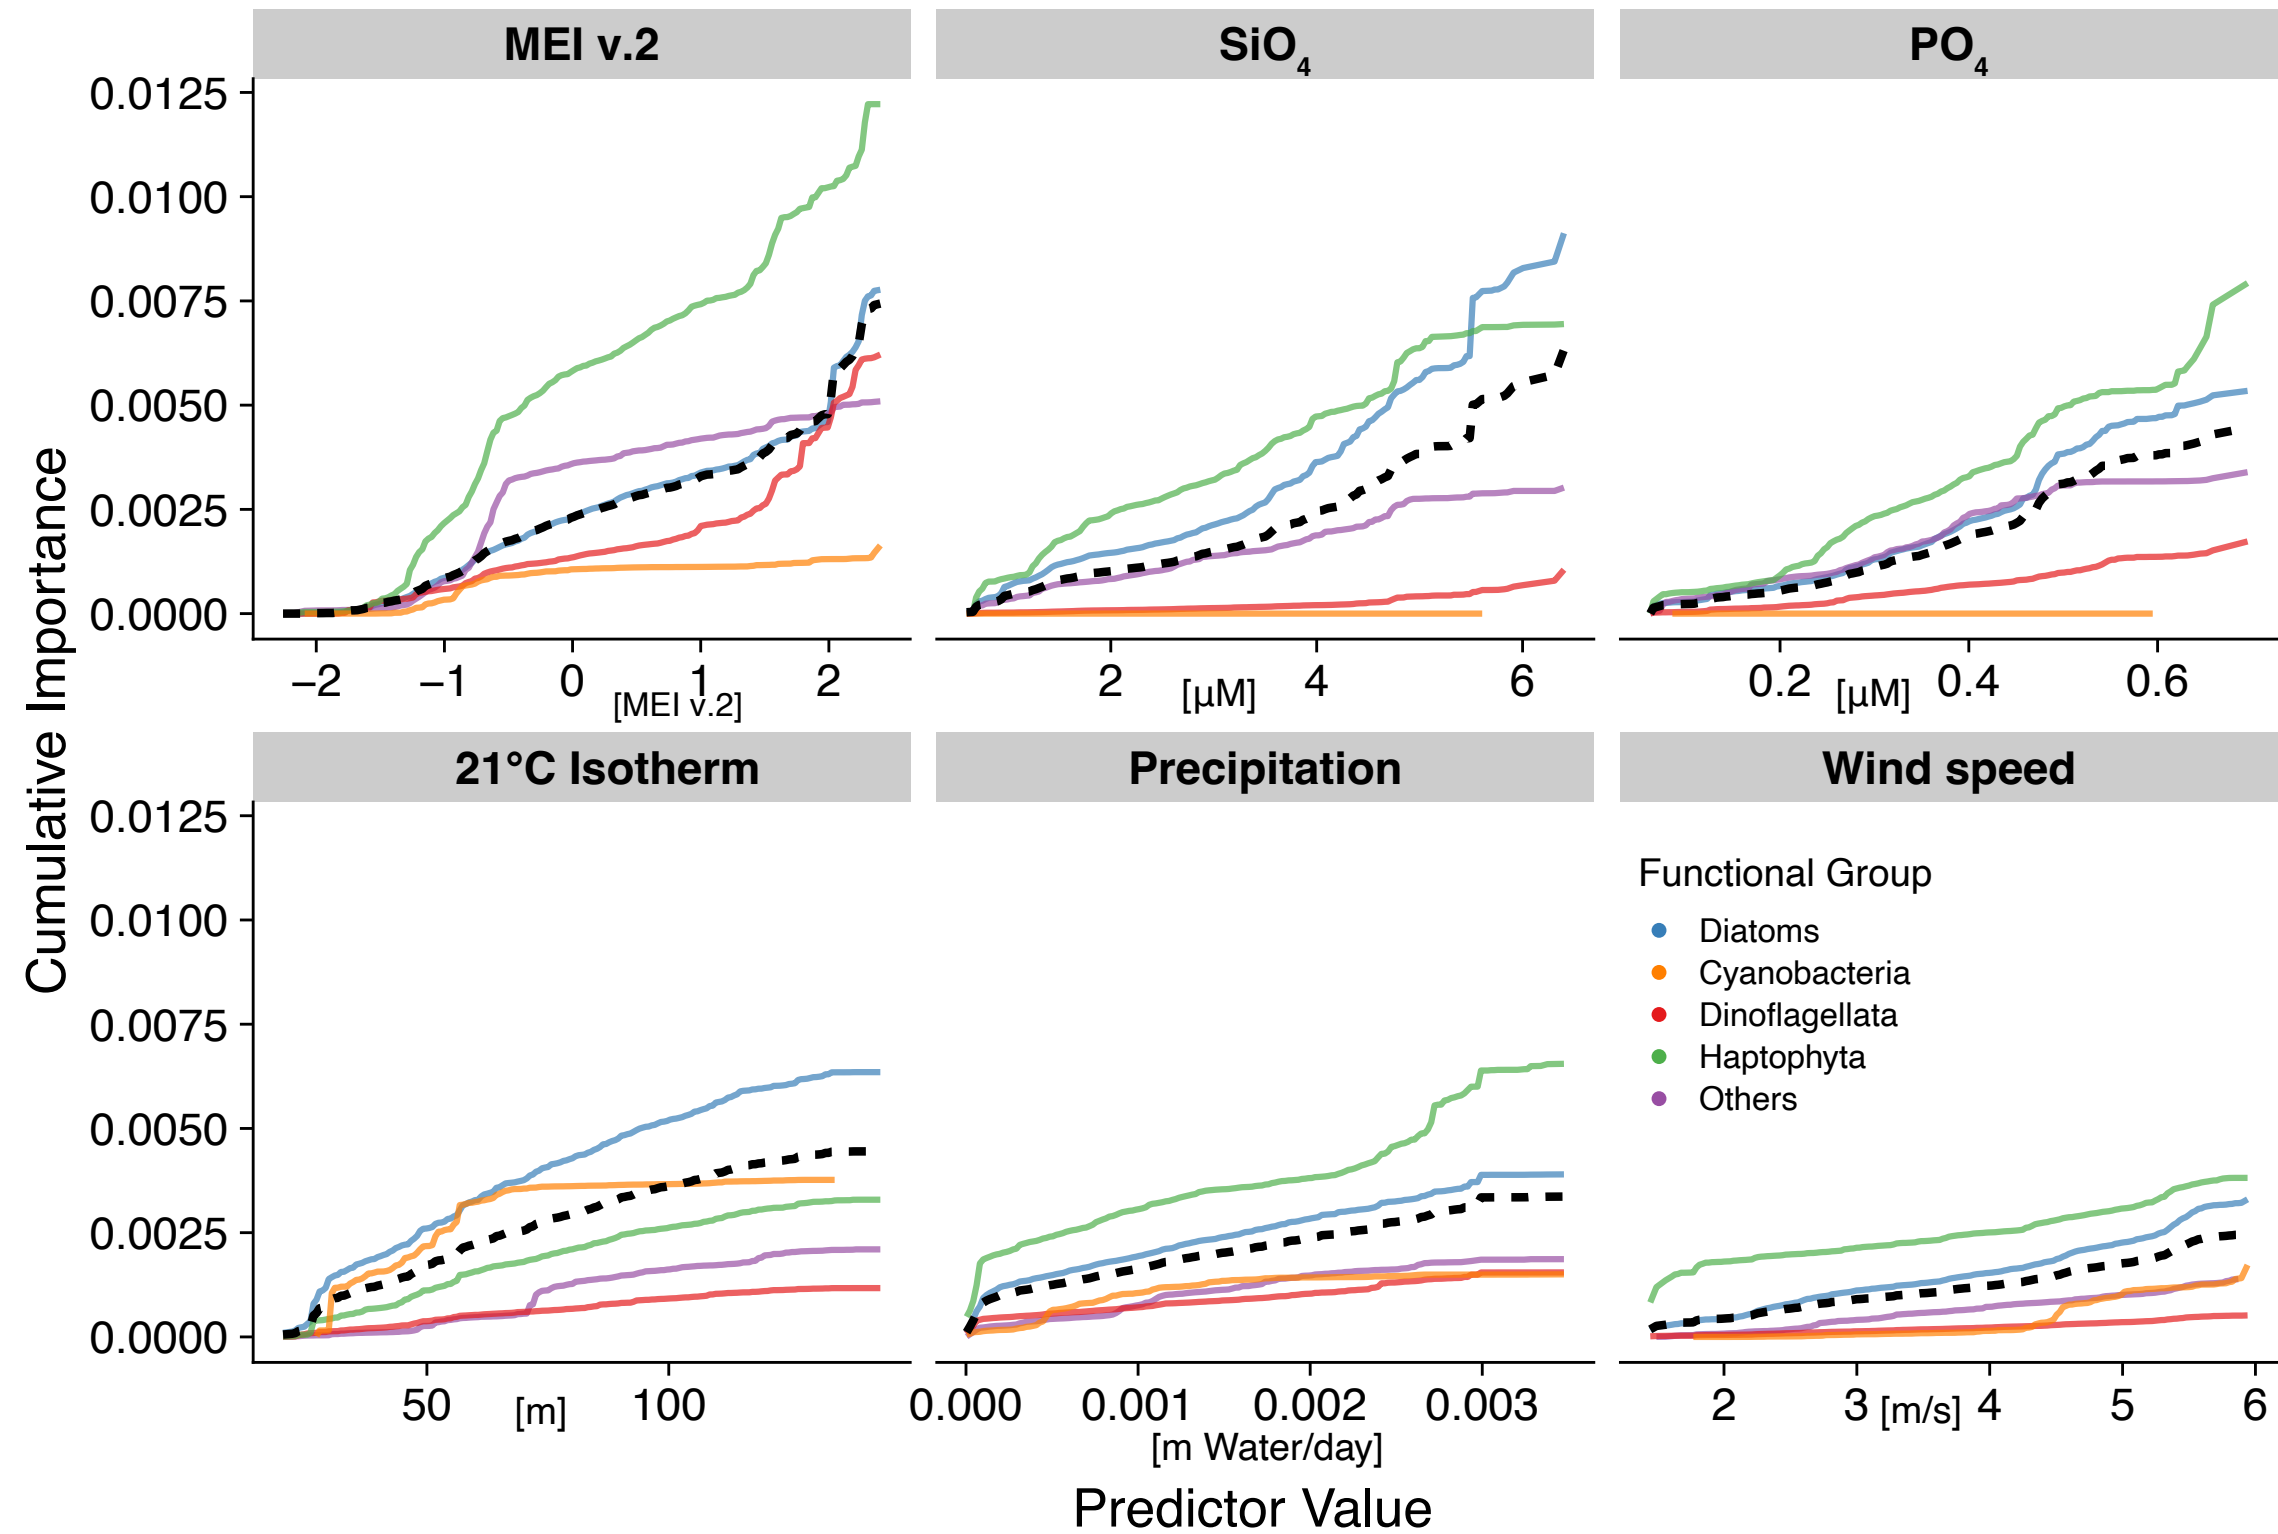 MEI v.2
SiO₄
PO₄
Cumulative Importance
0.0125
0.0100
0.0075
0.0050
0.0025
0.0000
−2 −1 0 1 2
[MEI v.2]
2 4 6
[µM]
0.2 0.4 0.6
[µM]
21°C Isotherm
Precipitation
Wind speed
0.0125
0.0100
0.0075
0.0050
0.0025
0.0000
Functional Group
Diatoms
Cyanobacteria
Dinoflagellata
Haptophyta
Others
50 [m] 100
0.000 0.001 0.002 0.003
[m Water/day]
2 3 [m/s] 4 5 6
Predictor Value